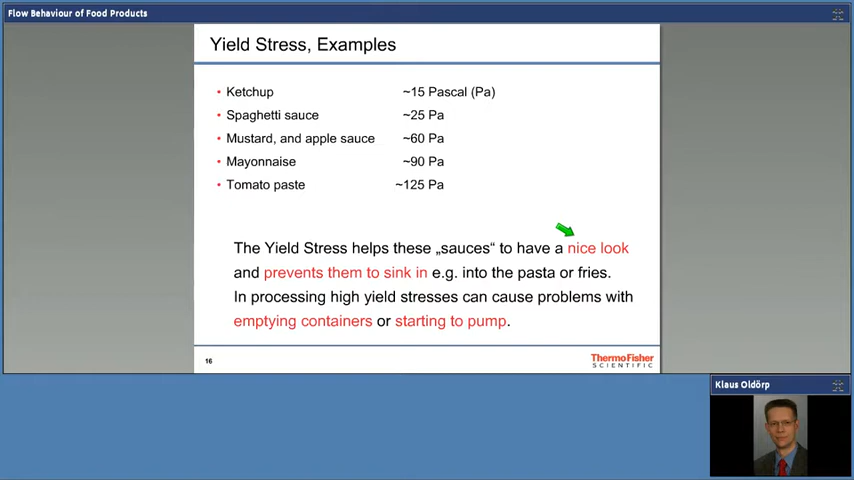 Flow Behaviour of Food Products
Yield Stress, Examples
• Ketchup ~15 Pascal (Pa)
• Spaghetti sauce ~25 Pa
• Mustard, and apple sauce ~60 Pa
• Mayonnaise ~90 Pa
• Tomato paste ~125 Pa
The Yield Stress helps these „sauces“ to have a nice look
and prevents them to sink in e.g. into the pasta or fries.
In processing high yield stresses can cause problems with
emptying containers or starting to pump.
16
ThermoFisher
SCIENTIFIC
Klaus Oldörp